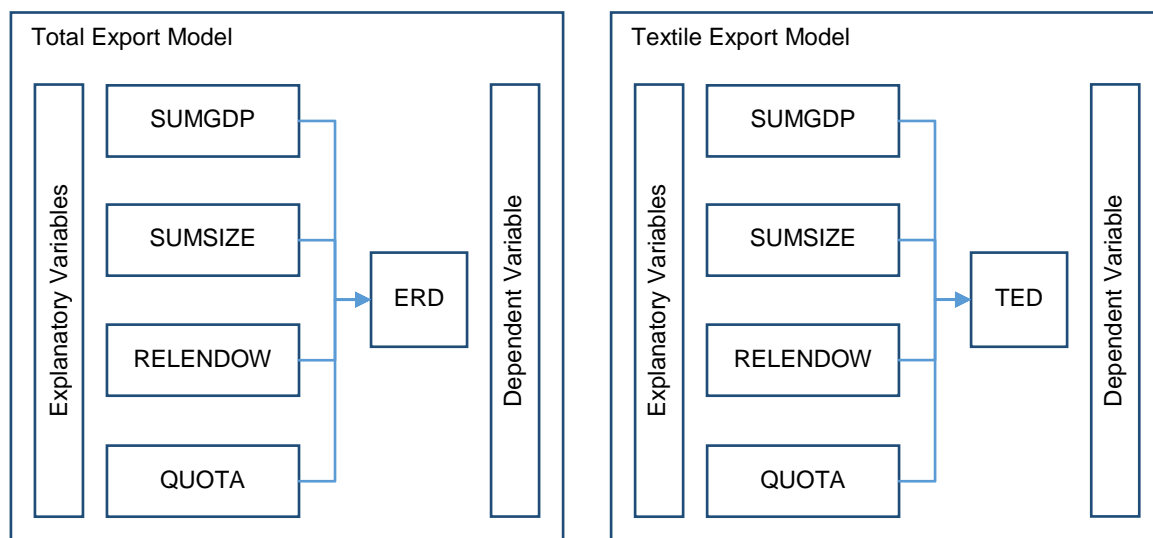 Total Export Model
Explanatory Variables
SUMGDP
SUMSIZE
RELENDOW
QUOTA
ERD
Dependent Variable
Textile Export Model
Explanatory Variables
SUMGDP
SUMSIZE
RELENDOW
QUOTA
TED
Dependent Variable